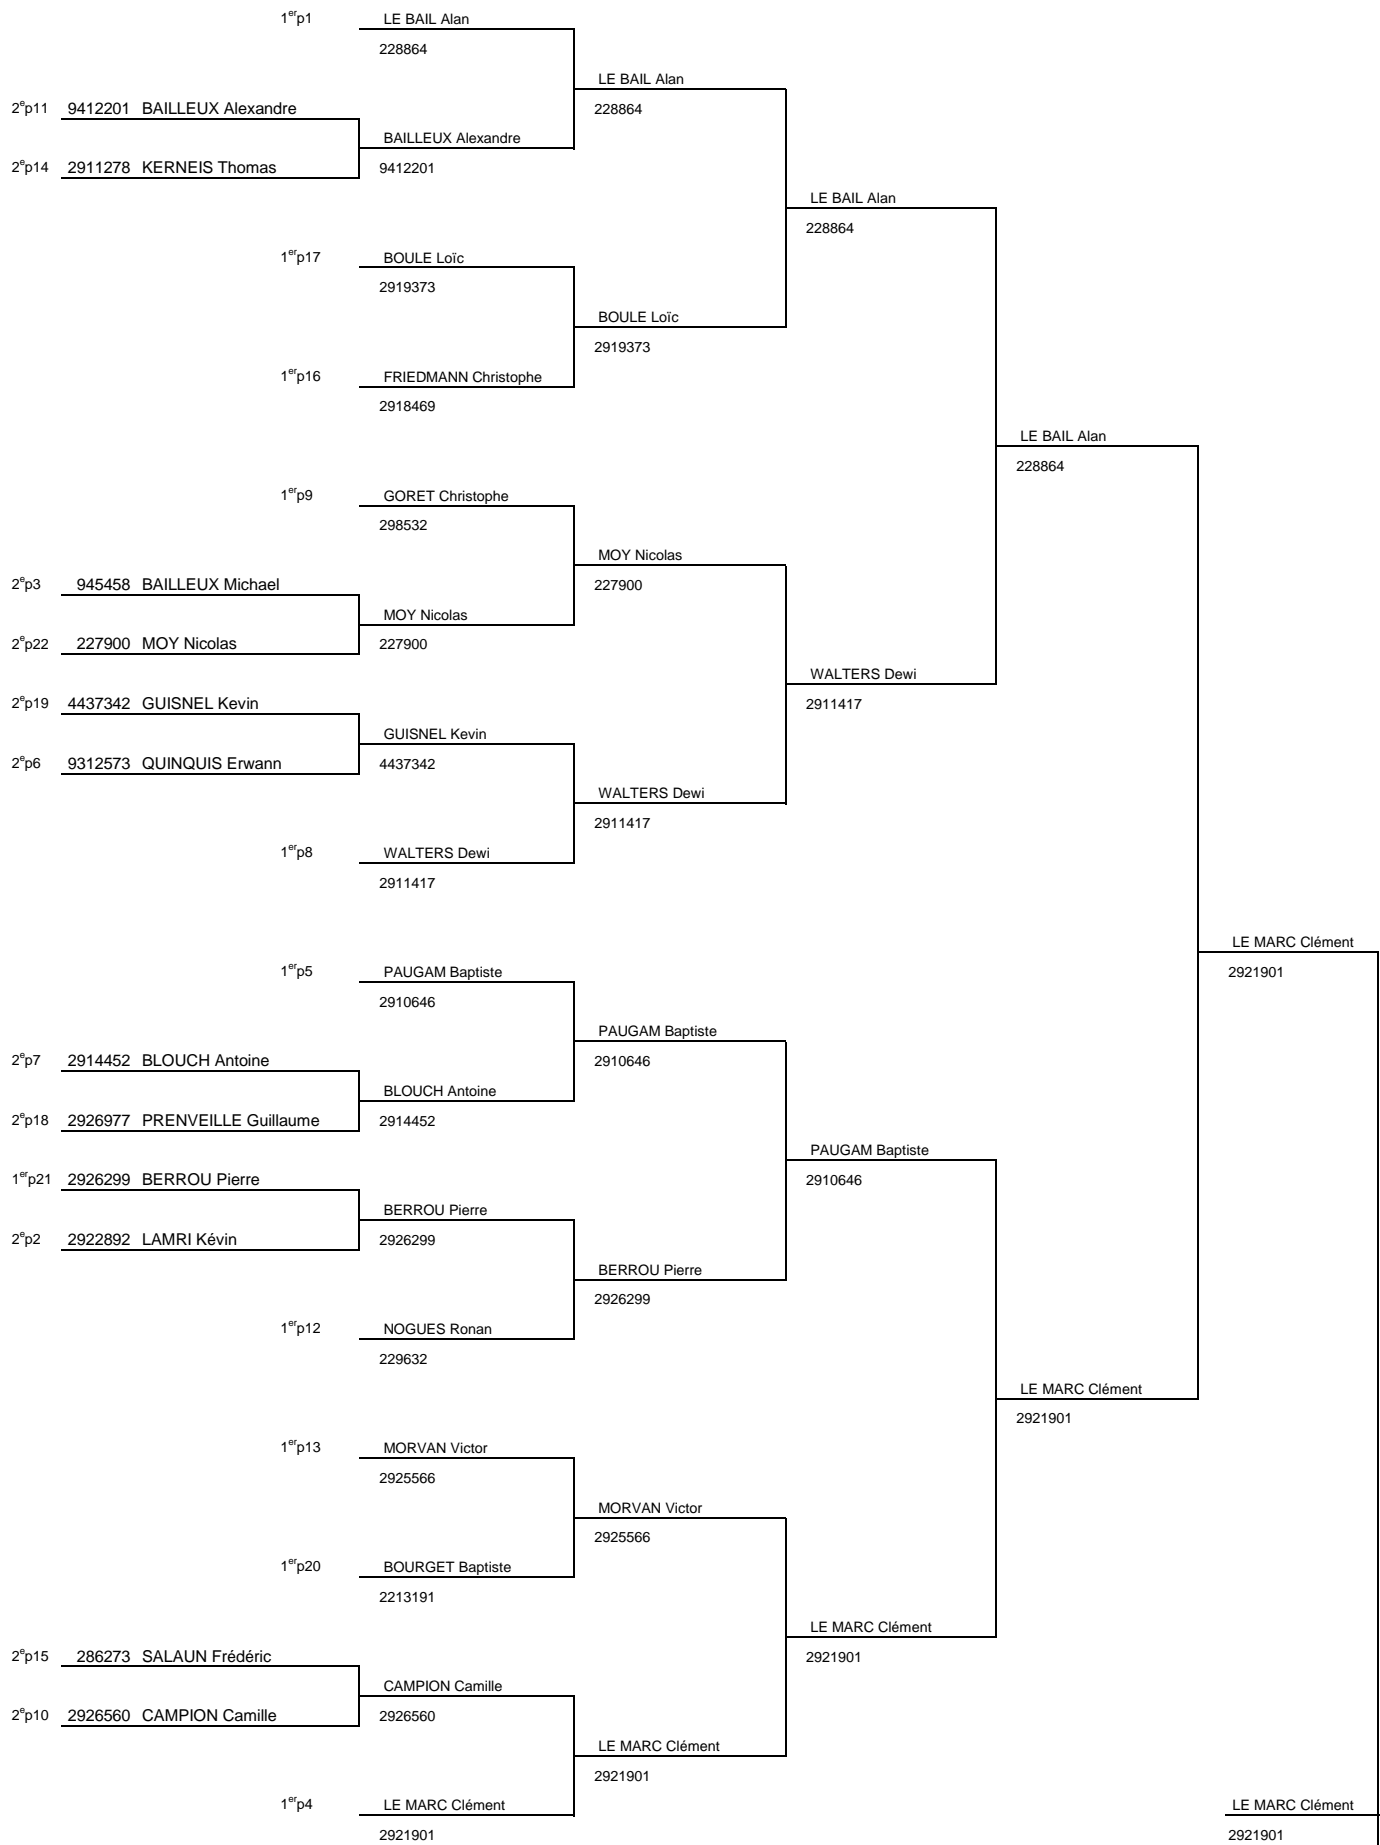 1erp1 LE BAIL Alan
228864
LE BAIL Alan
2ep11 9412201 BAILLEUX Alexandre 228864
BAILLEUX Alexandre
2ep14 2911278 KERNEIS Thomas 9412201
LE BAIL Alan
228864
1erp17 BOULE Loïc
2919373
BOULE Loïc
2919373
1erp16 FRIEDMANN Christophe
2918469
LE BAIL Alan
228864
1erp9 GORET Christophe
298532
MOY Nicolas
2ep3 945458 BAILLEUX Michael 227900
MOY Nicolas
2ep22 227900 MOY Nicolas 227900
WALTERS Dewi
2ep19 4437342 GUISNEL Kevin 2911417
GUISNEL Kevin
2ep6 9312573 QUINQUIS Erwann 4437342
WALTERS Dewi
2911417
1erp8 WALTERS Dewi
2911417
LE MARC Clément
1erp5 PAUGAM Baptiste 2921901
2910646
PAUGAM Baptiste
2ep7 2914452 BLOUCH Antoine 2910646
BLOUCH Antoine
2ep18 2926977 PRENVEILLE Guillaume 2914452
PAUGAM Baptiste
1erp21 2926299 BERROU Pierre 2910646
BERROU Pierre
2ep2 2922892 LAMRI Kévin 2926299
BERROU Pierre
2926299
1erp12 NOGUES Ronan
229632
LE MARC Clément
2921901
1erp13 MORVAN Victor
2925566
MORVAN Victor
2925566
1erp20 BOURGET Baptiste
2213191
LE MARC Clément
2ep15 286273 SALAUN Frédéric 2921901
CAMPION Camille
2ep10 2926560 CAMPION Camille 2926560
LE MARC Clément
2921901
1erp4 LE MARC Clément LE MARC Clément
2921901 2921901